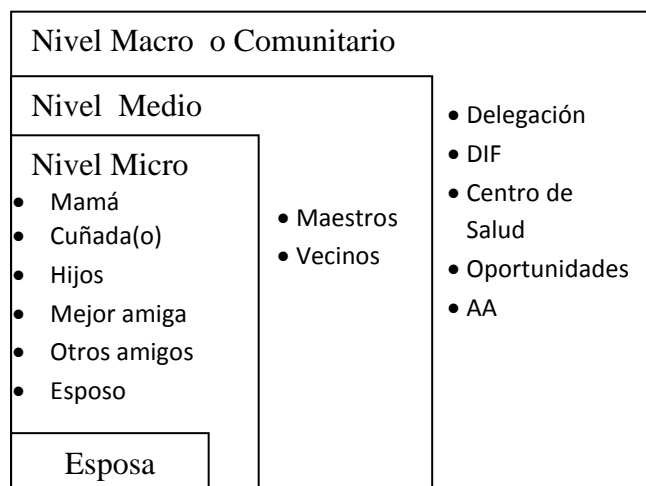 Nivel Macro o Comunitario
Nivel Medio
Nivel Micro
• Mamá
• Cuñada(o)
• Hijos
• Mejor amiga
• Otros amigos
• Esposo
Esposa
• Maestros
• Vecinos
• Delegación
• DIF
• Centro de
Salud
• Oportunidades
• AA